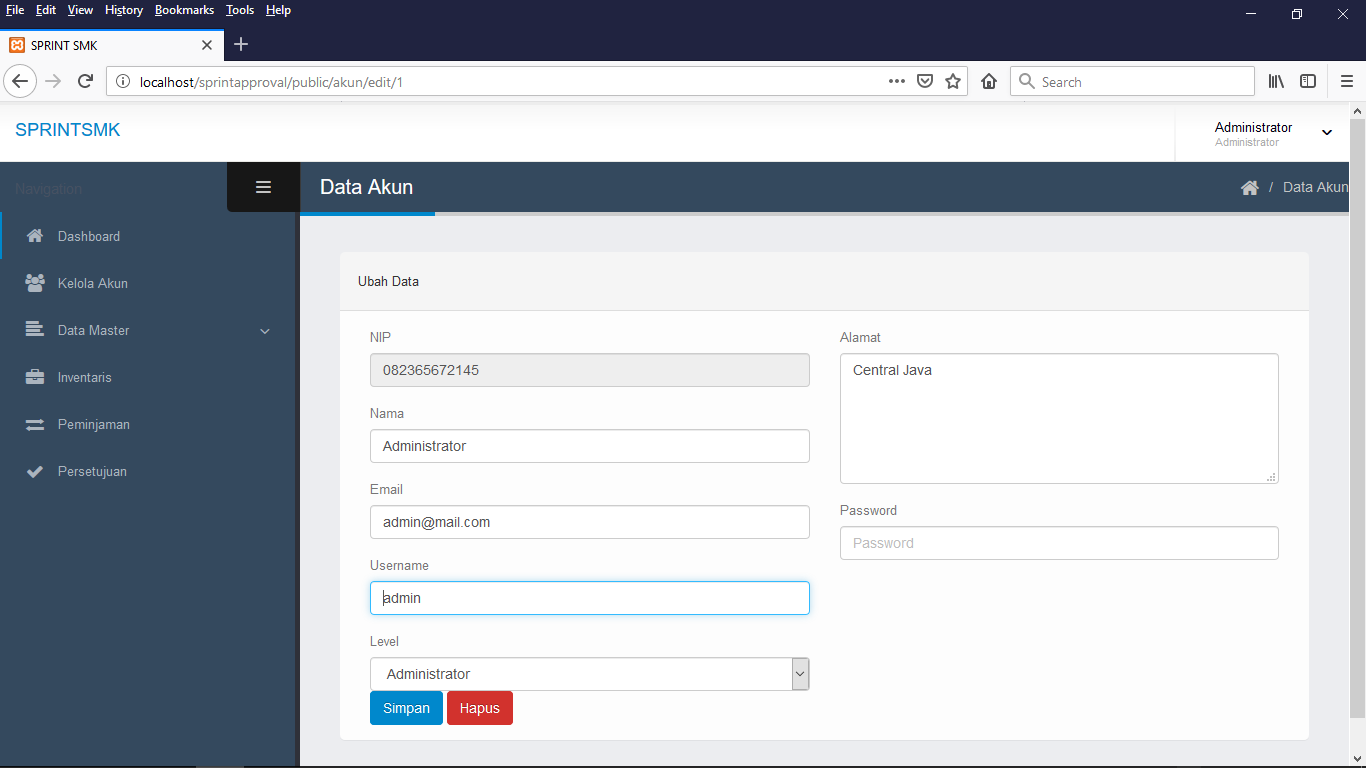 File Edit View History Bookmarks Tools Help
SPRINT SMK
localhost/sprintapproval/public/akun/edit/1
Search
SPRINTSMK
Administrator
Administrator
Navigation
Data Akun
/ Data Akun
Dashboard
Kelola Akun
Data Master
Inventaris
Peminjaman
Persetujuan
Ubah Data
NIP
082365672145
Nama
Administrator
Email
admin@mail.com
Username
admin
Level
Administrator
Simpan Hapus
Alamat
Central Java
Password
Password